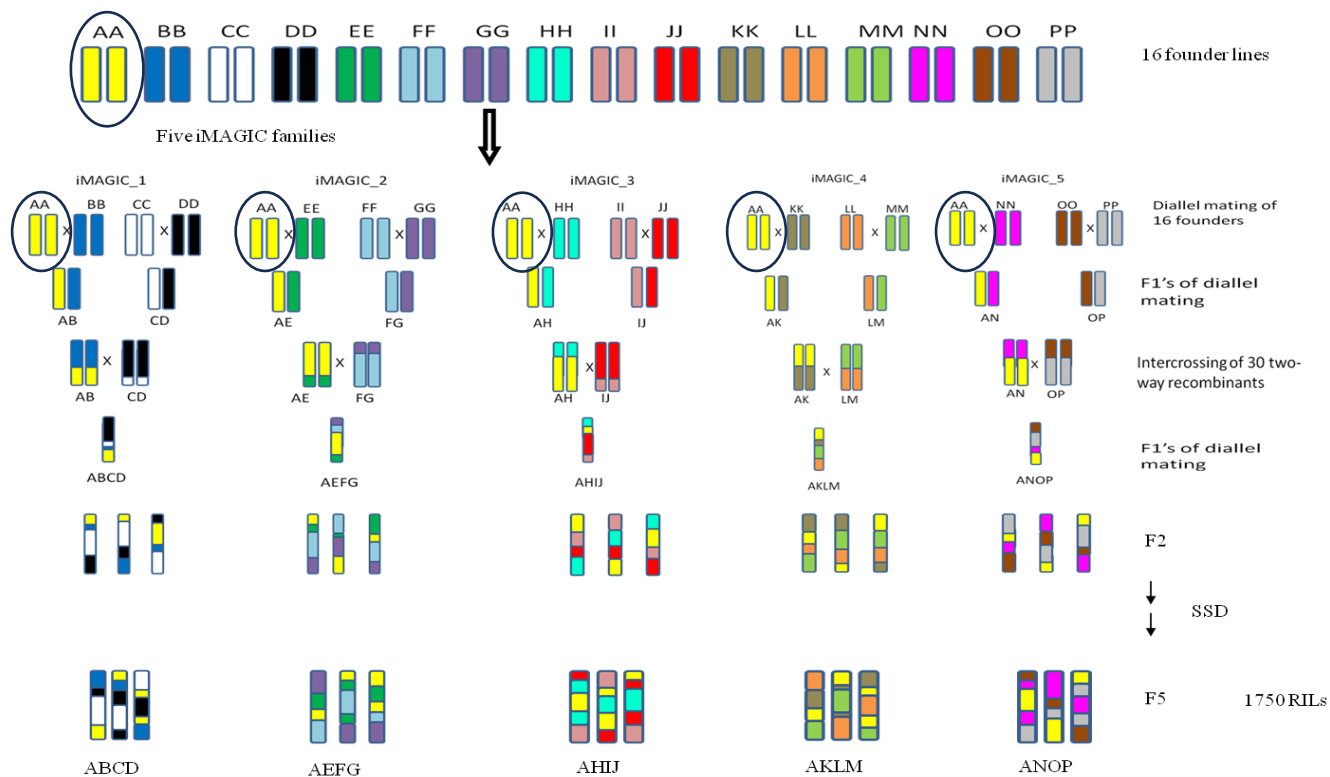 AA BB CC DD EE FF GG HH II JJ KK LL MM NN OO PP
16 founder lines
Five iMAGIC families
iMAGIC_1 iMAGIC_2 iMAGIC_3 iMAGIC_4 iMAGIC_5
AA x BB CC x DD AA x EE FF x GG AA x HH II x JJ AA x KK LL x MM AA x NN OO x PP
Diallel mating of
16 founders
F1's of diallel
mating
AB CD AE FG AH IJ AK LM AN OP
Intercrossing of 30 two-
way recombinants
x x x x x
AB CD AE FG AH IJ AK LM AN OP
F1's of diallel
mating
ABCD AEFG AHIJ AKLM ANOP
F2
SSD
F5 1750 RILs
ABCD AEFG AHIJ AKLM ANOP